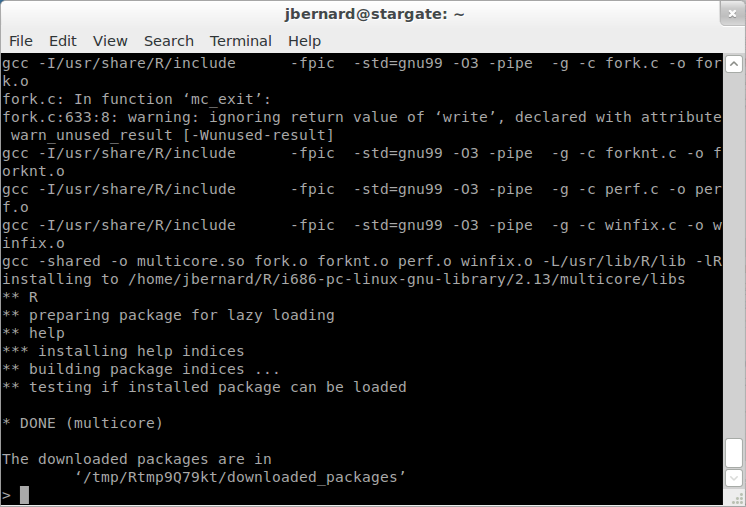 jbernard@stargate: ~
File Edit View Search Terminal Help
gcc -I/usr/share/R/include      -fpic  -std=gnu99 -O3 -pipe  -g -c fork.c -o for
k.o
fork.c: In function ‘mc_exit’:
fork.c:633:8: warning: ignoring return value of ‘write’, declared with attribute
 warn_unused_result [-Wunused-result]
gcc -I/usr/share/R/include      -fpic  -std=gnu99 -O3 -pipe  -g -c forknt.c -o f
orknt.o
gcc -I/usr/share/R/include      -fpic  -std=gnu99 -O3 -pipe  -g -c perf.c -o per
f.o
gcc -I/usr/share/R/include      -fpic  -std=gnu99 -O3 -pipe  -g -c winfix.c -o w
infix.o
gcc -shared -o multicore.so fork.o forknt.o perf.o winfix.o -L/usr/lib/R/lib -lR
installing to /home/jbernard/R/i686-pc-linux-gnu-library/2.13/multicore/libs
** R
** preparing package for lazy loading
** help
*** installing help indices
** building package indices ...
** testing if installed package can be loaded
* DONE (multicore)
The downloaded packages are in
        ‘/tmp/Rtmp9Q79kt/downloaded_packages’
>